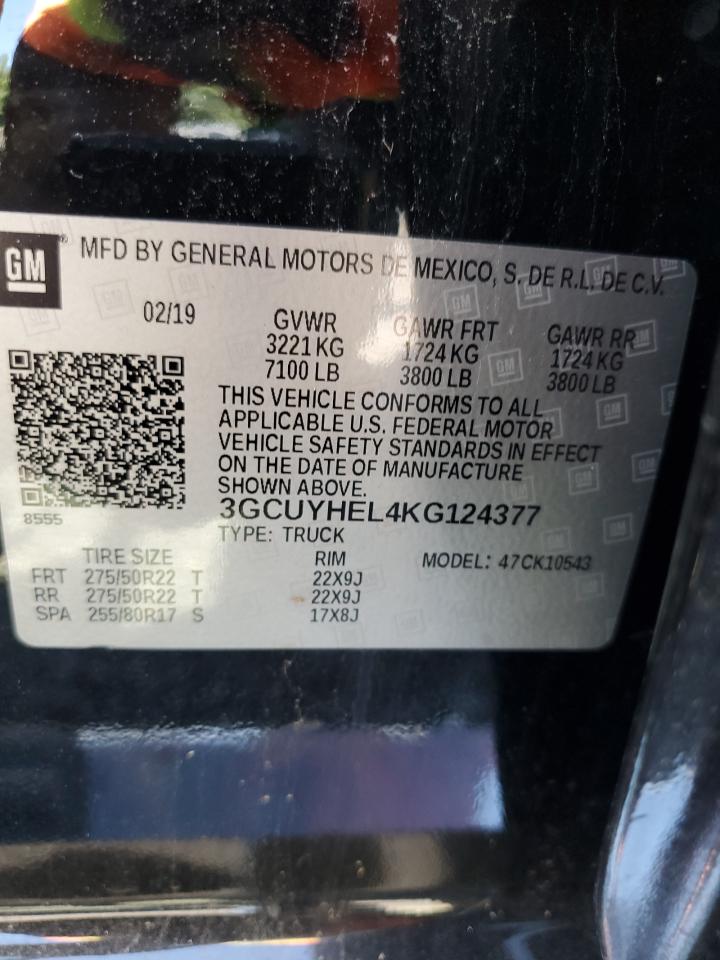 GM ® MFD BY GENERAL MOTORS DE MEXICO, S. DE R.L. DE C.V.
02/19 GVWR GAWR FRT GAWR RR
3221 KG 1724 KG 1724 KG
7100 LB 3800 LB 3800 LB
THIS VEHICLE CONFORMS TO ALL
APPLICABLE U.S. FEDERAL MOTOR
VEHICLE SAFETY STANDARDS IN EFFECT
ON THE DATE OF MANUFACTURE
SHOWN ABOVE.
8555 3GCUYHEL4KG124377
TYPE: TRUCK
TIRE SIZE RIM MODEL: 47CK10543
FRT 275/50R22 T 22X9J
RR 275/50R22 T 22X9J
SPA 255/80R17 S 17X8J